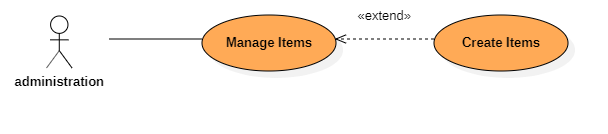 «extend»
Manage Items
Create Items
administration